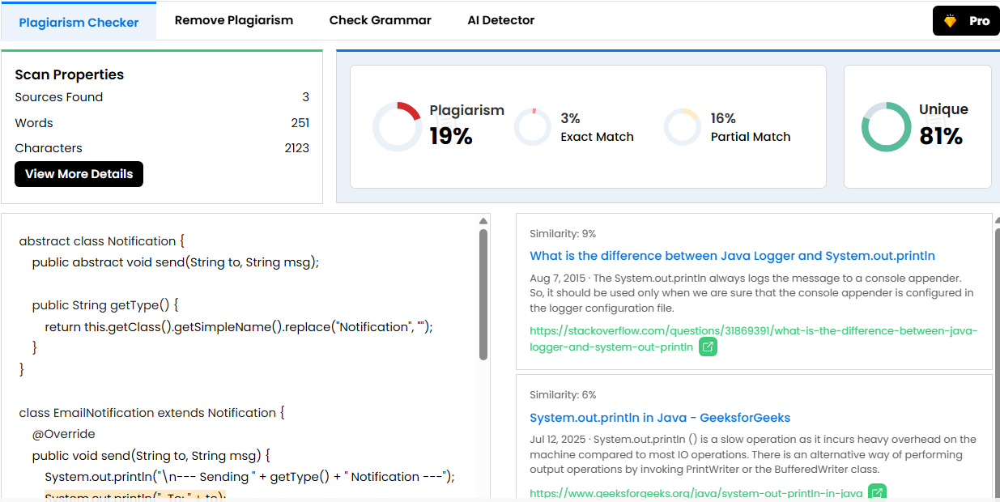 Plagiarism Checker
Remove Plagiarism
Check Grammar
AI Detector
Pro
Scan Properties
Sources Found 3
Words 251
Characters 2123
View More Details
Plagiarism
19%
3%
Exact Match
16%
Partial Match
Unique
81%
abstract class Notification {
public abstract void send(String to, String msg);
public String getType() {
return this.getClass().getSimpleName().replace("Notification", "");
}
}
class EmailNotification extends Notification {
@Override
public void send(String to, String msg) {
System.out.println("\n--- Sending " + getType() + " Notification ---");
System.out.println(" To: " + to);
Similarity: 9%
What is the difference between Java Logger and System.out.println
Aug 7, 2015 · The System.out.println always logs the message to a console appender.
So, it should be used only when we are sure that the console appender is configured in
the logger configuration file.
https://stackoverflow.com/questions/31869391/what-is-the-difference-between-java-
logger-and-system-out-println
Similarity: 6%
System.out.println in Java - GeeksforGeeks
Jul 12, 2025 · System.out.println () is a slow operation as it incurs heavy overhead on the
machine compared to most IO operations. There is an alternative way of performing
output operations by invoking PrintWriter or the BufferedWriter class.
https://www.geeksforgeeks.org/java/system-out-println-in-java